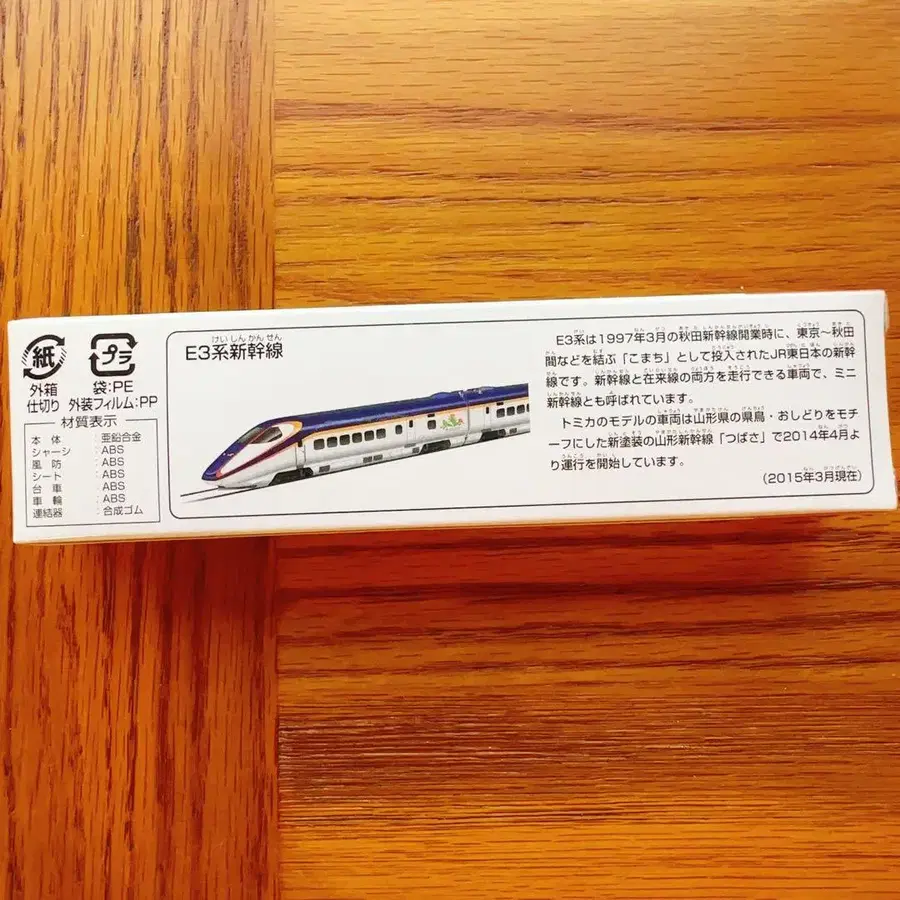 紙
外箱
仕切り
プラ
袋:PE
外装フィルム:PP
材質表示
本体:亜鉛合金
シャーシ:ABS
風防:ABS
シート:ABS
台車:ABS
車輪:ABS
連結器:合成ゴム
けいしんかんせん
E3系新幹線
E3系は1997年3月の秋田新幹線開業時に、東京〜秋田
間などを結ぶ「こまち」として投入されたJR東日本の新幹
線です。新幹線と在来線の両方を走行できる車両で、ミニ
新幹線とも呼ばれています。
トミカのモデルの車両は山形県の県鳥・おしどりをモチ
ーフにした新塗装の山形新幹線「つばさ」で2014年4月よ
り運行を開始しています。
(2015年3月現在)